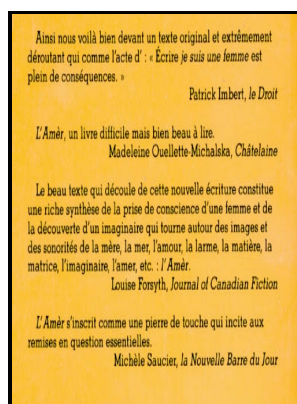 Ainsi nous voilà bien devant un texte original et extrêmement
déroutant qui comme l'acte d' : « Écrire je suis une femme est
plein de conséquences. »
Patrick Imbert, le Droit
L'Amèr, un livre difficile mais bien beau à lire.
Madeleine Ouellette-Michalska, Châtelaine
Le beau texte qui découle de cette nouvelle écriture constitue
une riche synthèse de la prise de conscience d'une femme et de
la découverte d'un imaginaire qui tourne autour des images et
des sonorités de la mère, la mer, l'amour, la larme, la matière, la
matrice, l'imaginaire, l'amer, etc. : l'Amèr.
Louise Forsyth, Journal of Canadian Fiction
L'Amèr s'inscrit comme une pierre de touche qui incite aux
remises en question essentielles.
Michèle Saucier, la Nouvelle Barre du Jour